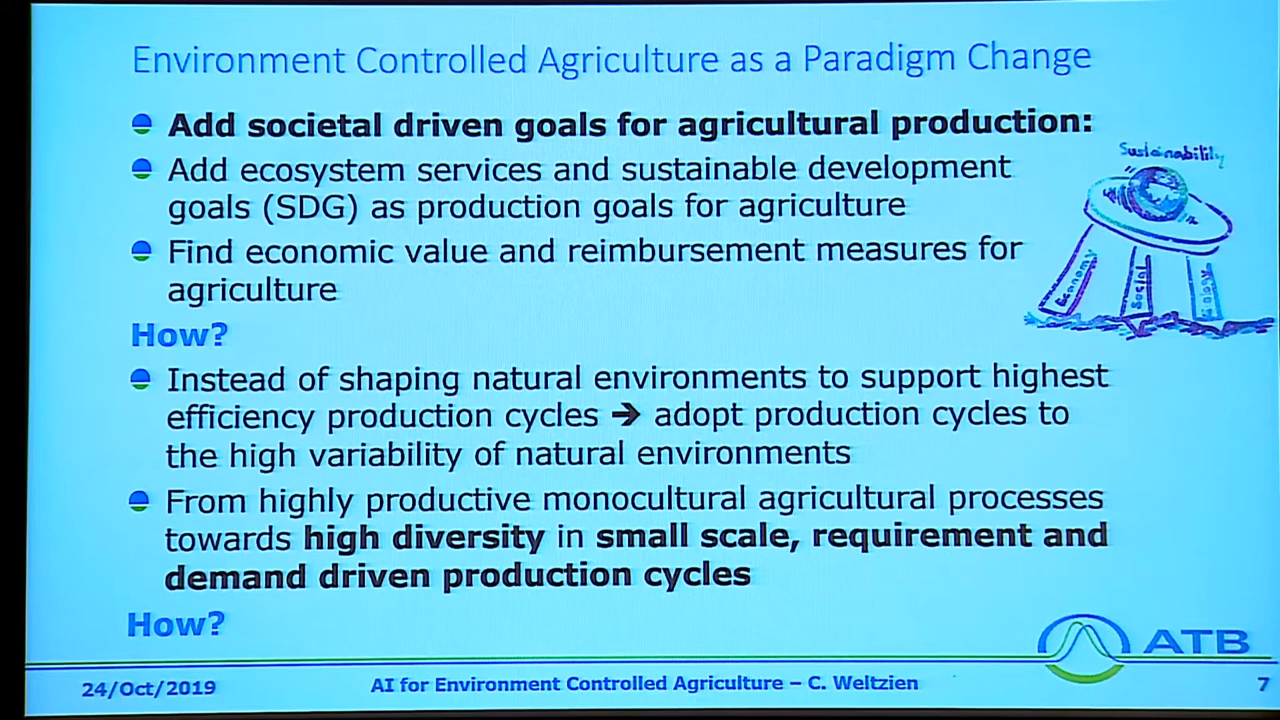 Environment Controlled Agriculture as a Paradigm Change
Add societal driven goals for agricultural production:
Add ecosystem services and sustainable development
goals (SDG) as production goals for agriculture
Find economic value and reimbursement measures for
agriculture
Sustainability
Economy
Social
Ecology
How?
Instead of shaping natural environments to support highest
efficiency production cycles ➔ adopt production cycles to
the high variability of natural environments
From highly productive monocultural agricultural processes
towards high diversity in small scale, requirement and
demand driven production cycles
How?
ATB
24/Oct/2019
AI for Environment Controlled Agriculture – C. Weltzien
7